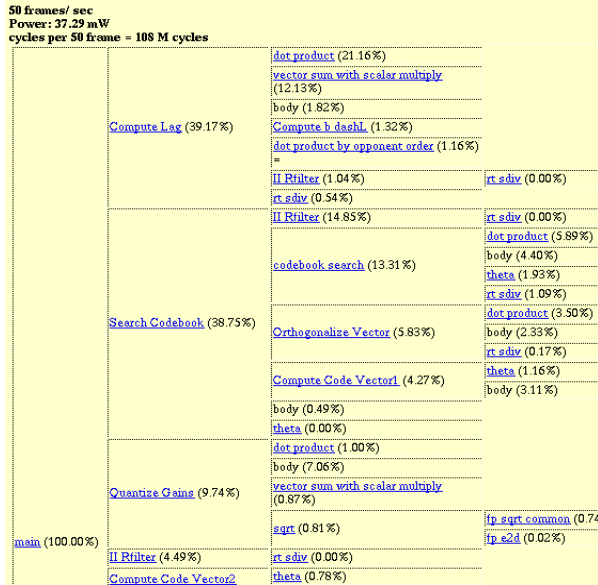 50 frames/ sec
Power: 37.29 mW
cycles per 50 frame = 108 M cycles
main (100.00%)
Compute Lag (39.17%)
dot product (21.16%)
vector sum with scalar multiply
(12.13%)
body (1.82%)
Compute b dashL (1.32%)
dot product by opponent order (1.16%)
=
II Rfilter (1.04%)
rt sdiv (0.00%)
rt sdiv (0.54%)
Search Codebook (38.75%)
II Rfilter (14.85%)
rt sdiv (0.00%)
codebook search (13.31%)
dot product (5.89%)
body (4.40%)
theta (1.93%)
rt sdiv (1.09%)
Orthogonalize Vector (5.83%)
dot product (3.50%)
body (2.33%)
rt sdiv (0.17%)
Compute Code Vector1 (4.27%)
theta (1.16%)
body (3.11%)
body (0.49%)
theta (0.00%)
Quantize Gains (9.74%)
dot product (1.00%)
body (7.06%)
vector sum with scalar multiply
(0.87%)
sqrt (0.81%)
fp sqrt common (0.74
fp e2d (0.02%)
II Rfilter (4.49%)
rt sdiv (0.00%)
Compute Code Vector2
theta (0.78%)